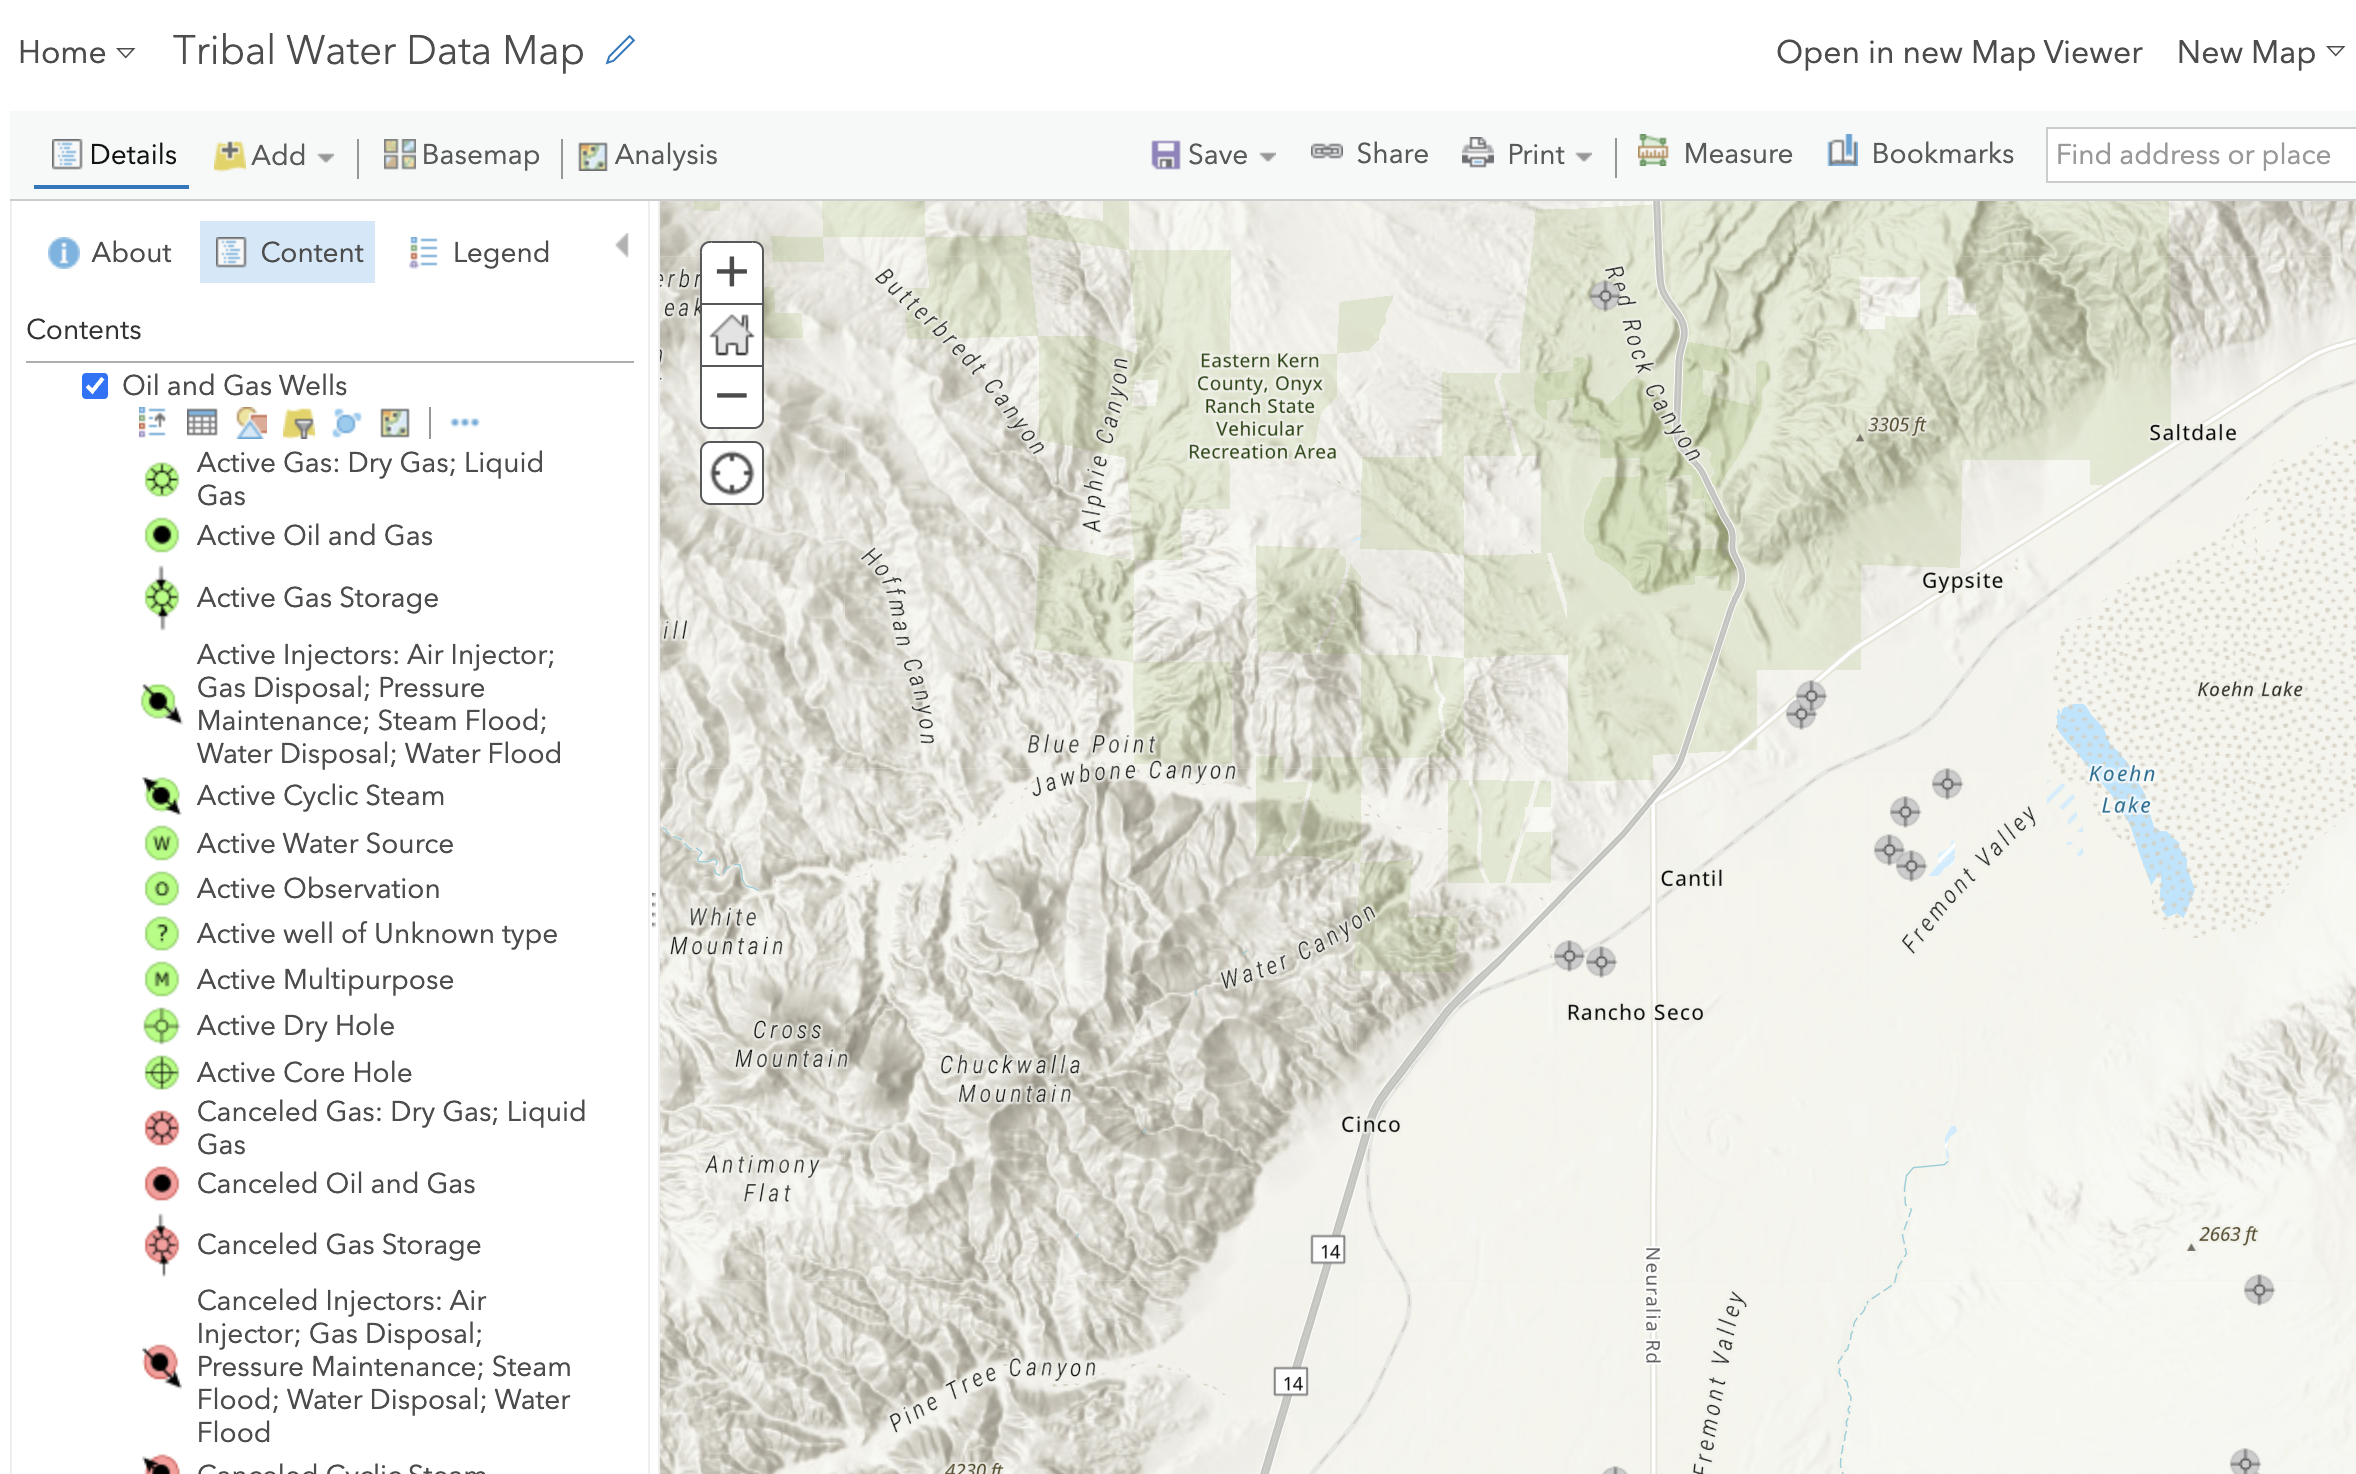 Home
Tribal Water Data Map
Open in new Map Viewer
New Map
Details
Add
Basemap
Analysis
Save
Share
Print
Measure
Bookmarks
Find address or place
About
Content
Legend
Contents
Oil and Gas Wells
Active Gas: Dry Gas; Liquid
Gas
Active Oil and Gas
Active Gas Storage
Active Injectors: Air Injector;
Gas Disposal; Pressure
Maintenance; Steam Flood;
Water Disposal; Water Flood
Active Cyclic Steam
W
Active Water Source
O
Active Observation
?
Active well of Unknown type
M
Active Multipurpose
Active Dry Hole
Active Core Hole
Canceled Gas: Dry Gas; Liquid
Gas
Canceled Oil and Gas
Canceled Gas Storage
Canceled Injectors: Air
Injector; Gas Disposal;
Pressure Maintenance; Steam
Flood; Water Disposal; Water
Flood
Canceled Cyclic Steam
Butterbredt Canyon
Alphie Canyon
Eastern Kern
County, Onyx
Ranch State
Vehicular
Recreation Area
Red Rock Canyon
3305 ft
Saltdale
Hoffman Canyon
Gypsite
Koehn Lake
Blue Point
Jawbone Canyon
Koehn
Lake
Fremont Valley
Cantil
White
Mountain
Water Canyon
Rancho Seco
Cross
Mountain
Chuckwalla
Mountain
Cinco
Antimony
Flat
14
2663 ft
Neuralia Rd
Fremont Valley
Pine Tree Canyon
14
4230 ft